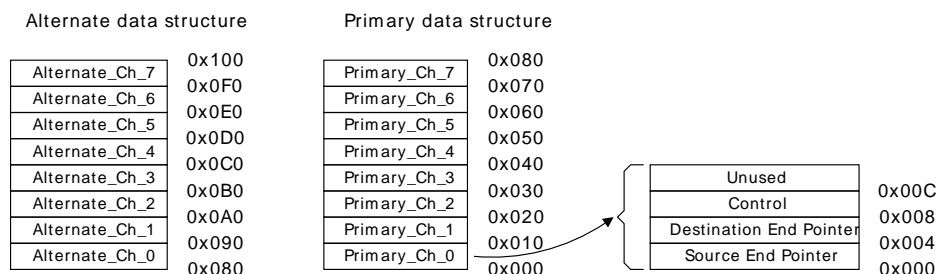 Alternate data structure
Primary data structure
0x100
Alternate_Ch_7
0x0F0
Alternate_Ch_6
0x0E0
Alternate_Ch_5
0x0D0
Alternate_Ch_4
0x0C0
Alternate_Ch_3
0x0B0
Alternate_Ch_2
0x0A0
Alternate_Ch_1
0x090
Alternate_Ch_0
0x080
0x080
Primary_Ch_7
0x070
Primary_Ch_6
0x060
Primary_Ch_5
0x050
Primary_Ch_4
0x040
Primary_Ch_3
0x030
Primary_Ch_2
0x020
Primary_Ch_1
0x010
Primary_Ch_0
0x000
Unused
0x00C
Control
0x008
Destination End Pointer
0x004
Source End Pointer
0x000